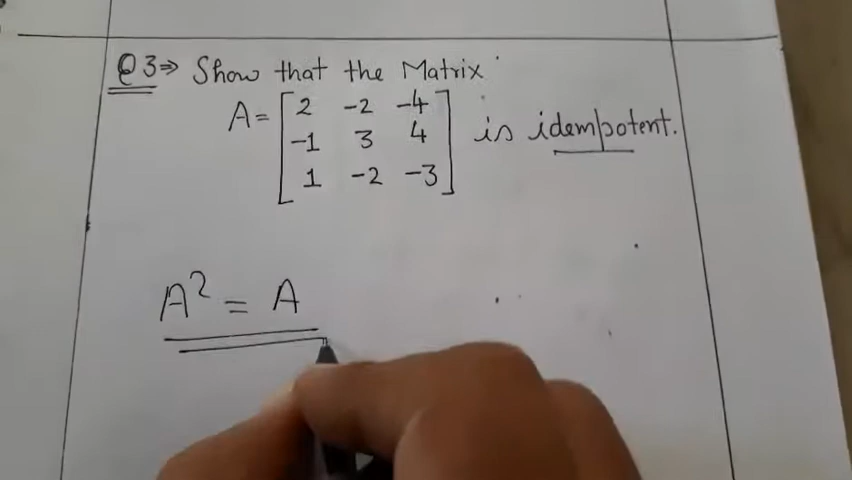 Q3⇒ Show that the Matrix
A = [ 2 -2 -4
-1 3 4
1 -2 -3 ] is idempotent.
A² = A